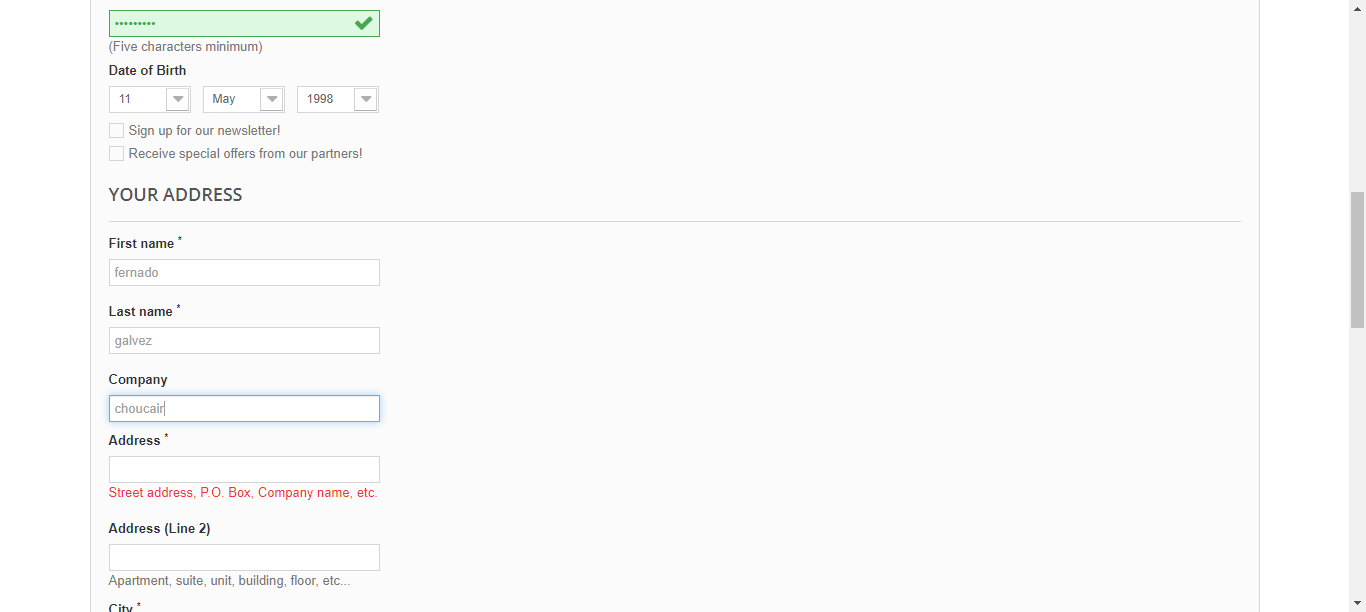 •••••••••
(Five characters minimum)
Date of Birth
11 May 1998
Sign up for our newsletter!
Receive special offers from our partners!
YOUR ADDRESS
First name *
fernado
Last name *
galvez
Company
choucair
Address *
Street address, P.O. Box, Company name, etc.
Address (Line 2)
Apartment, suite, unit, building, floor, etc...
City *